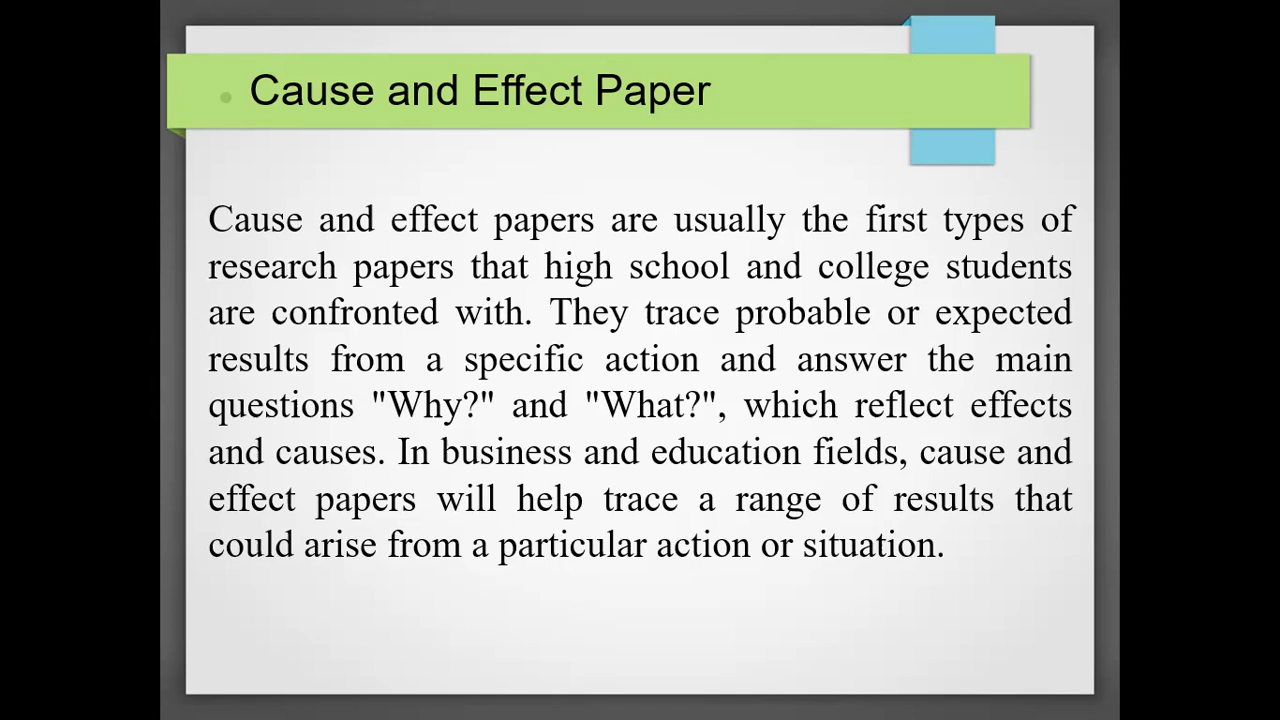 Cause and Effect Paper
Cause and effect papers are usually the first types of
research papers that high school and college students
are confronted with. They trace probable or expected
results from a specific action and answer the main
questions "Why?" and "What?", which reflect effects
and causes. In business and education fields, cause and
effect papers will help trace a range of results that
could arise from a particular action or situation.